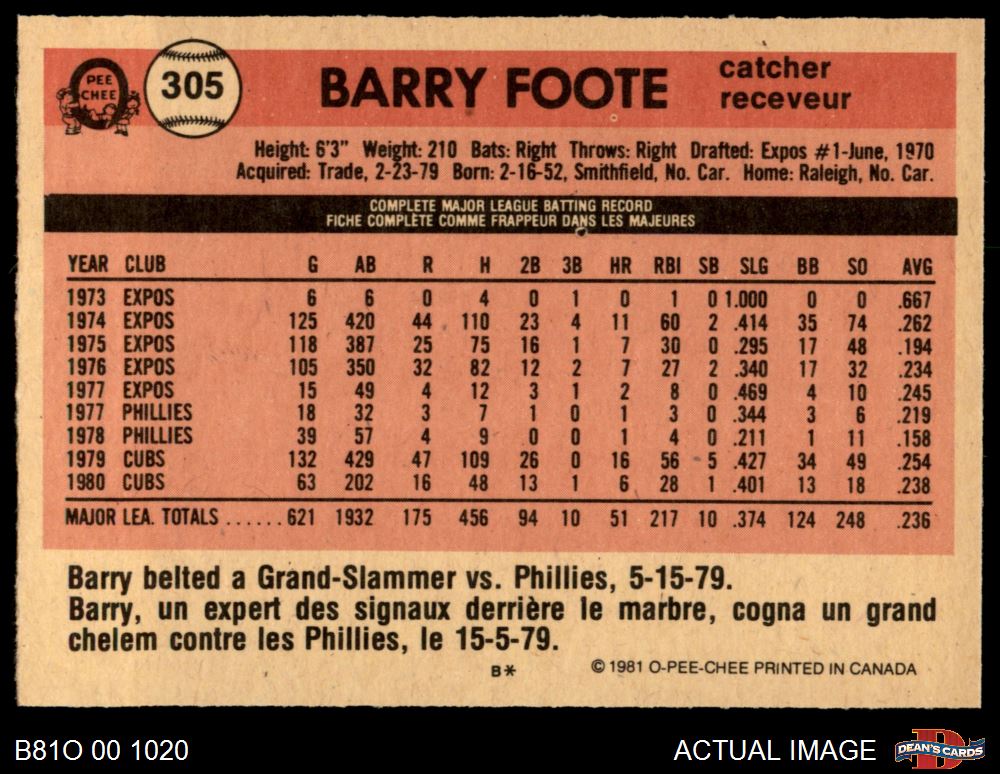 PEE CHEE
305
BARRY FOOTE
catcher
receveur
Height: 6'3" Weight: 210 Bats: Right Throws: Right Drafted: Expos #1-June, 1970
Acquired: Trade, 2-23-79 Born: 2-16-52, Smithfield, No. Car. Home: Raleigh, No. Car.
COMPLETE MAJOR LEAGUE BATTING RECORD
FICHE COMPLÈTE COMME FRAPPEUR DANS LES MAJEURES
YEAR CLUB G AB R H 2B 3B HR RBI SB SLG BB SO AVG
1973 EXPOS 6 6 0 4 0 1 0 1 0 1.000 0 0 .667
1974 EXPOS 125 420 44 110 23 4 11 60 2 .414 35 74 .262
1975 EXPOS 118 387 25 75 16 1 7 30 0 .295 17 48 .194
1976 EXPOS 105 350 32 82 12 2 7 27 2 .340 17 32 .234
1977 EXPOS 15 49 4 12 3 1 2 8 0 .469 4 10 .245
1977 PHILLIES 18 32 3 7 1 0 1 3 0 .344 3 6 .219
1978 PHILLIES 39 57 4 9 0 0 1 4 0 .211 1 11 .158
1979 CUBS 132 429 47 109 26 0 16 56 5 .427 34 49 .254
1980 CUBS 63 202 16 48 13 1 6 28 1 .401 13 18 .238
MAJOR LEA. TOTALS ......621 1932 175 456 94 10 51 217 10 .374 124 248 .236
Barry belted a Grand-Slammer vs. Phillies, 5-15-79.
Barry, un expert des signaux derrière le marbre, cogna un grand
chelem contre les Phillies, le 15-5-79.
B* © 1981 O-PEE-CHEE PRINTED IN CANADA
B81O 00 1020 ACTUAL IMAGE DEAN'S CARDS